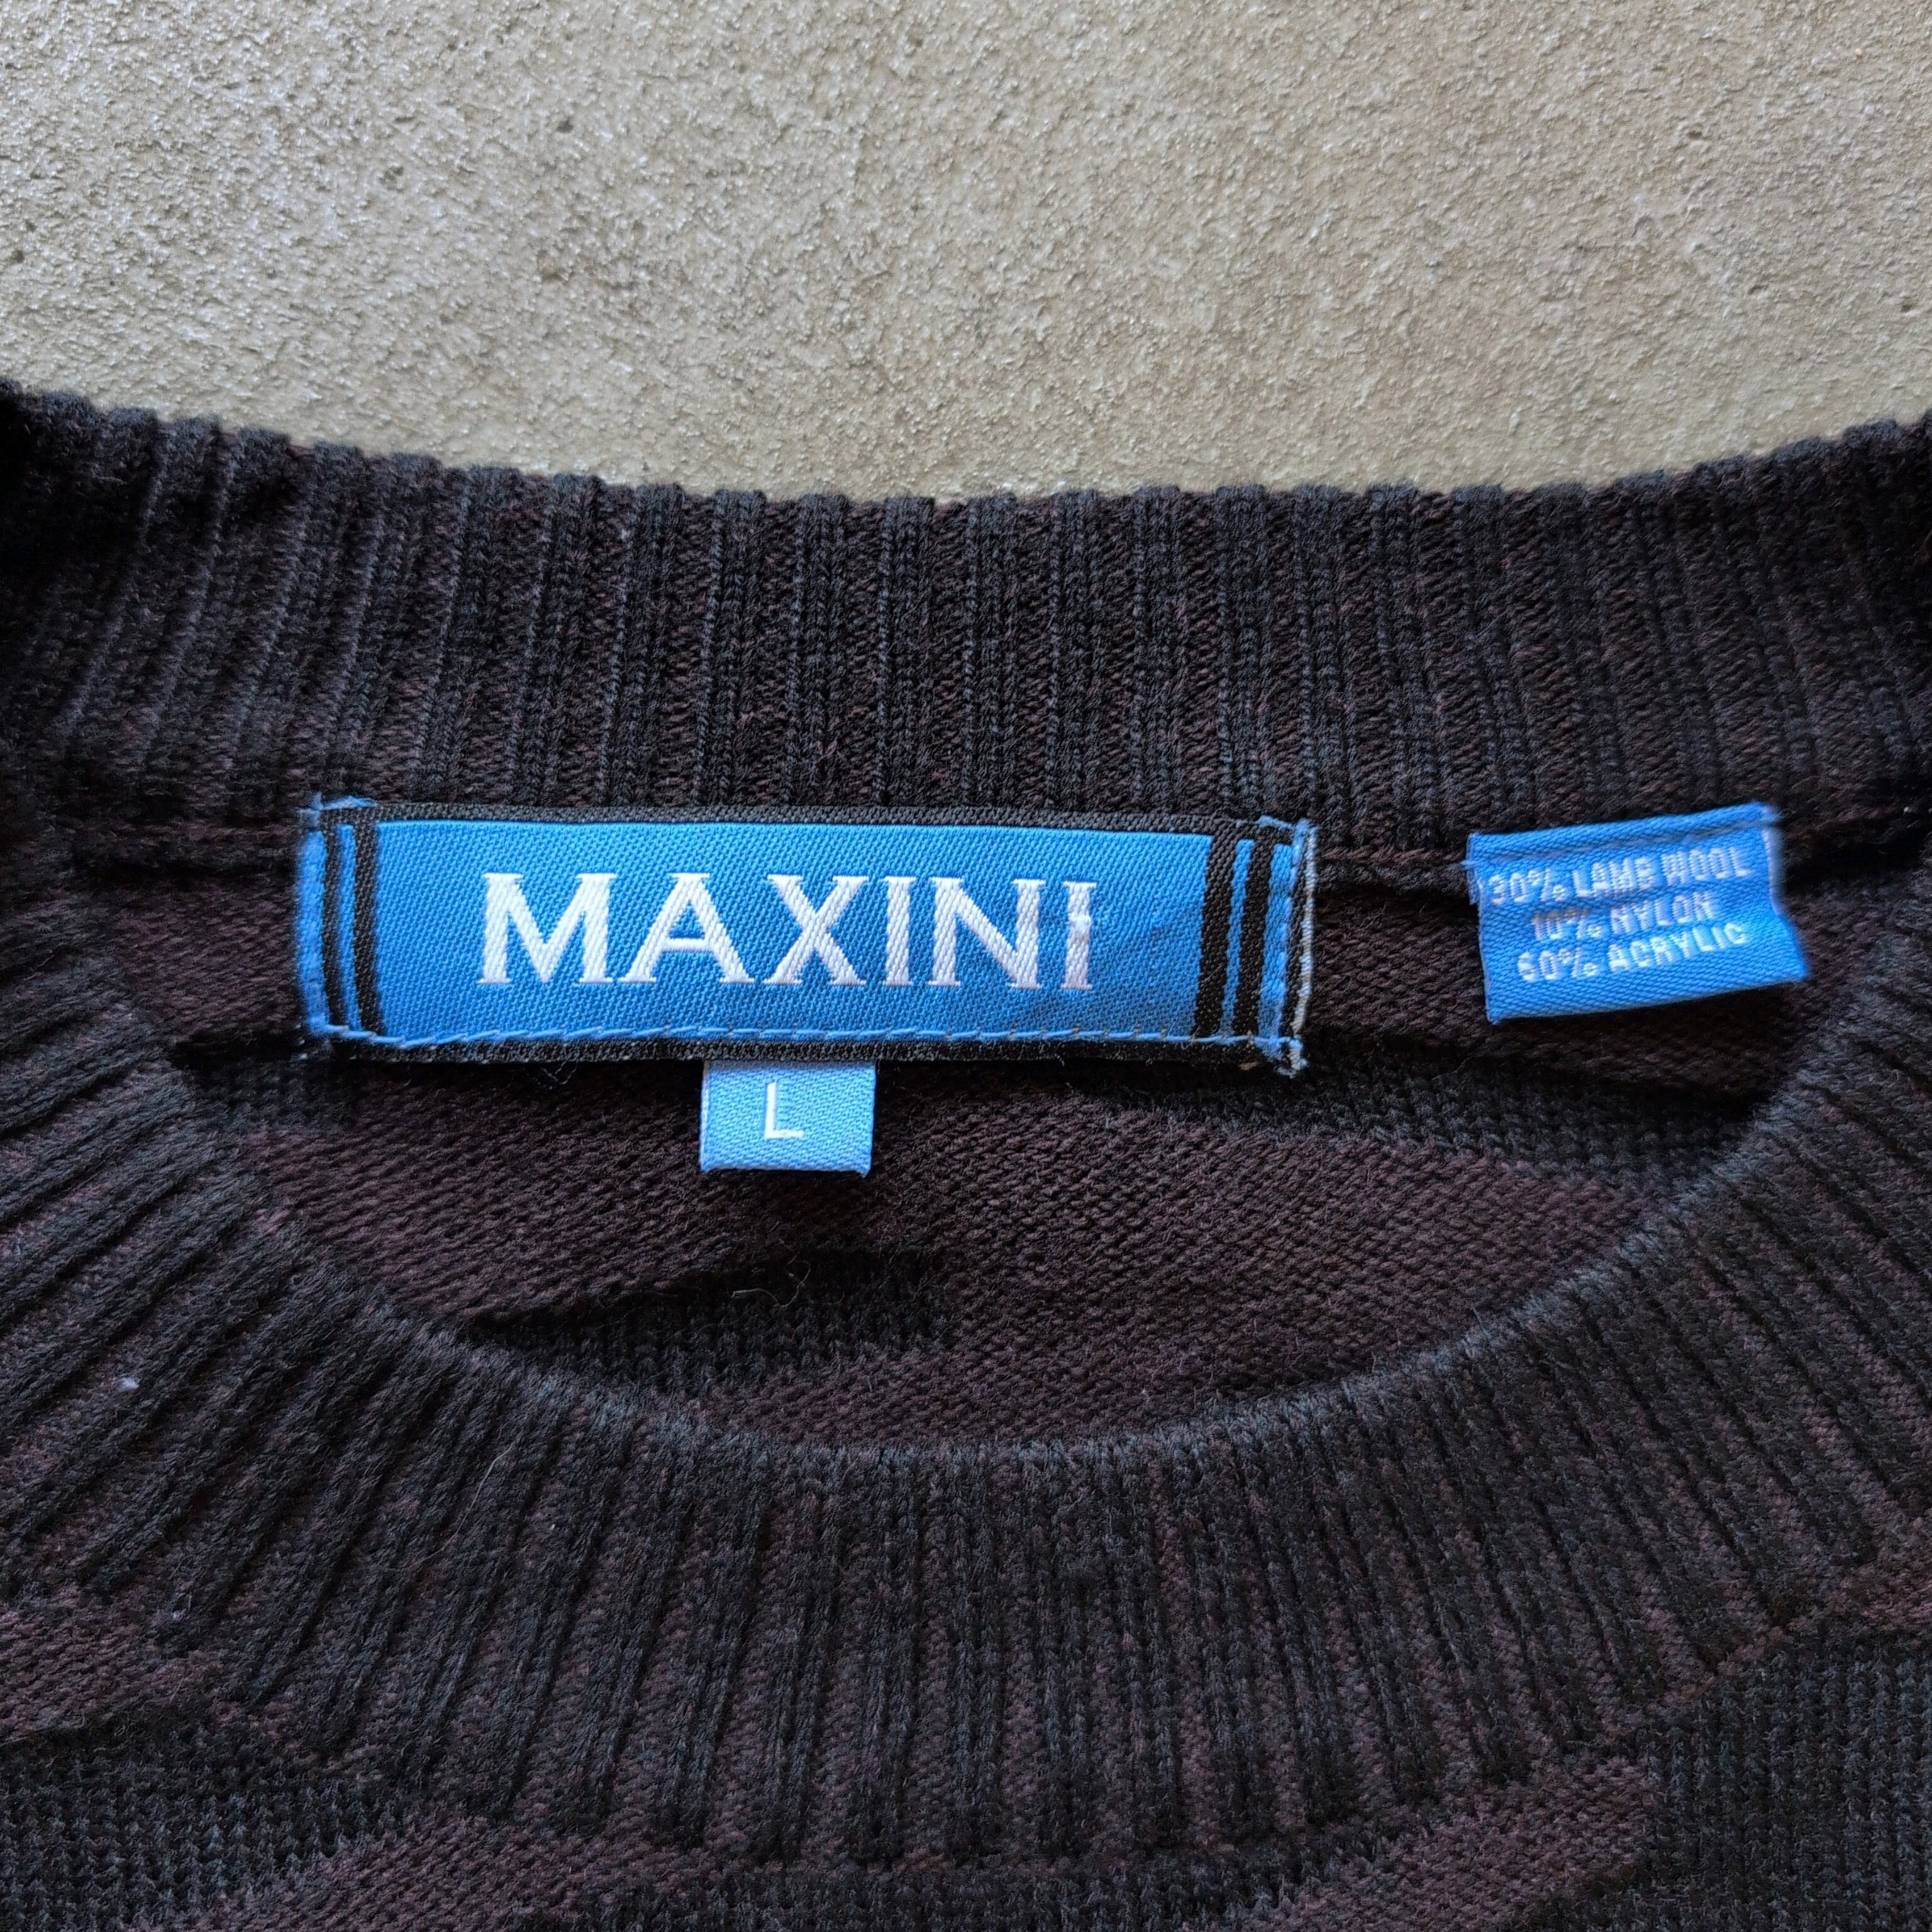 MAXINI
L
30% LAMB WOOL
10% NYLON
60% ACRYLIC